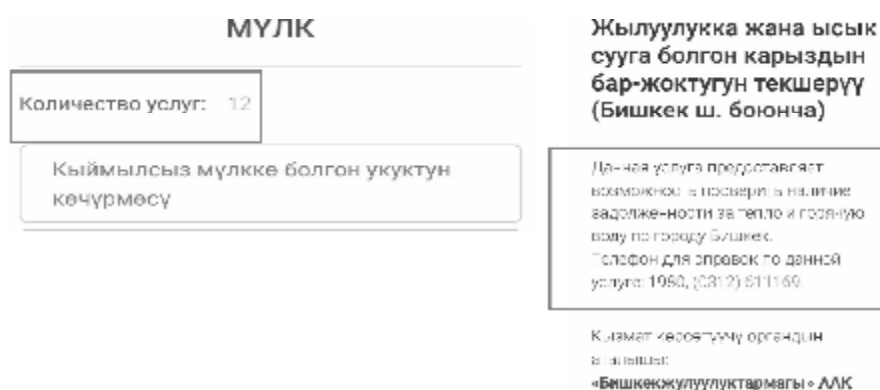 МҮЛК
Количество услуг: 12
Кыймылсыз мүлккө болгон укуктун
көчүрмөсү
Жылуулукка жана ысык
сууга болгон карыздын
бар-жоктугун текшерүү
(Бишкек ш. боюнча)
Данная услуга предоставляет
возможность проверить наличие
задолженности за тепло и горячую
воду по городу Бишкек.
Телефон для справок по данной
услуге: 1980, (0312) 611169
Кызмат көрсөтүүчү органдын
аталышы:
«Бишкекжулуулуктармагы» ААК